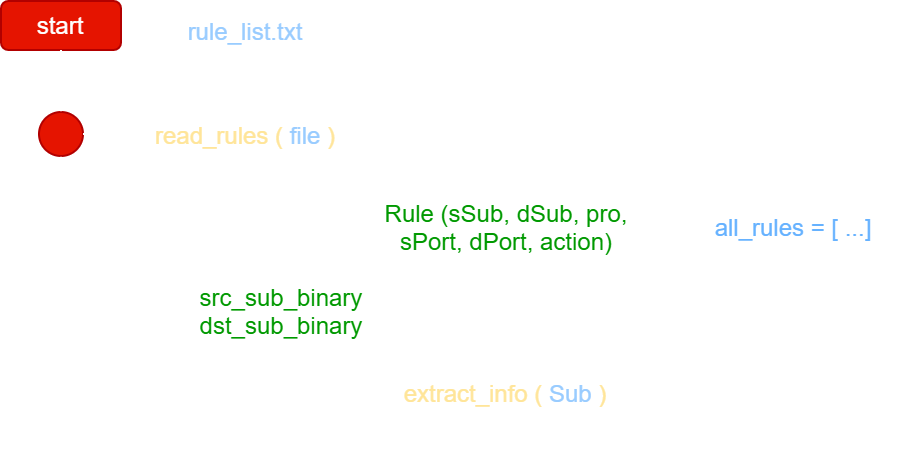 start
rule_list.txt
read_rules ( file )
Rule (sSub, dSub, pro,
sPort, dPort, action)
all_rules = [ ...]
src_sub_binary
dst_sub_binary
extract_info ( Sub )